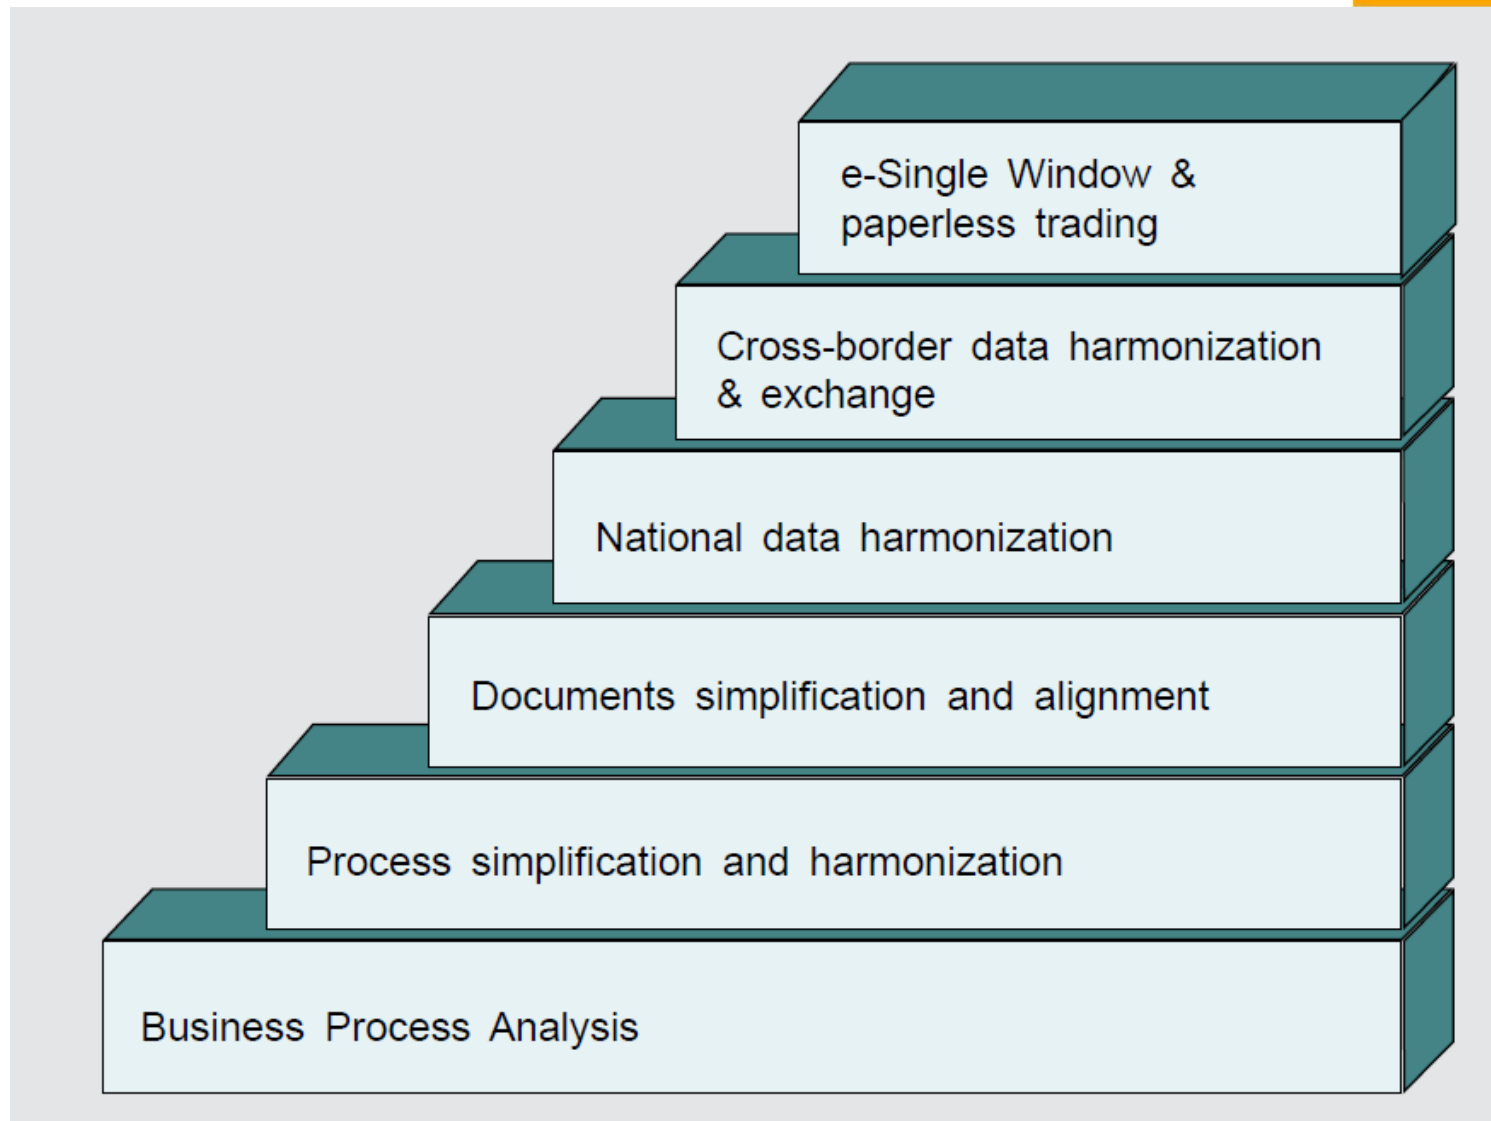 e-Single Window &
paperless trading
Cross-border data harmonization
& exchange
National data harmonization
Documents simplification and alignment
Process simplification and harmonization
Business Process Analysis